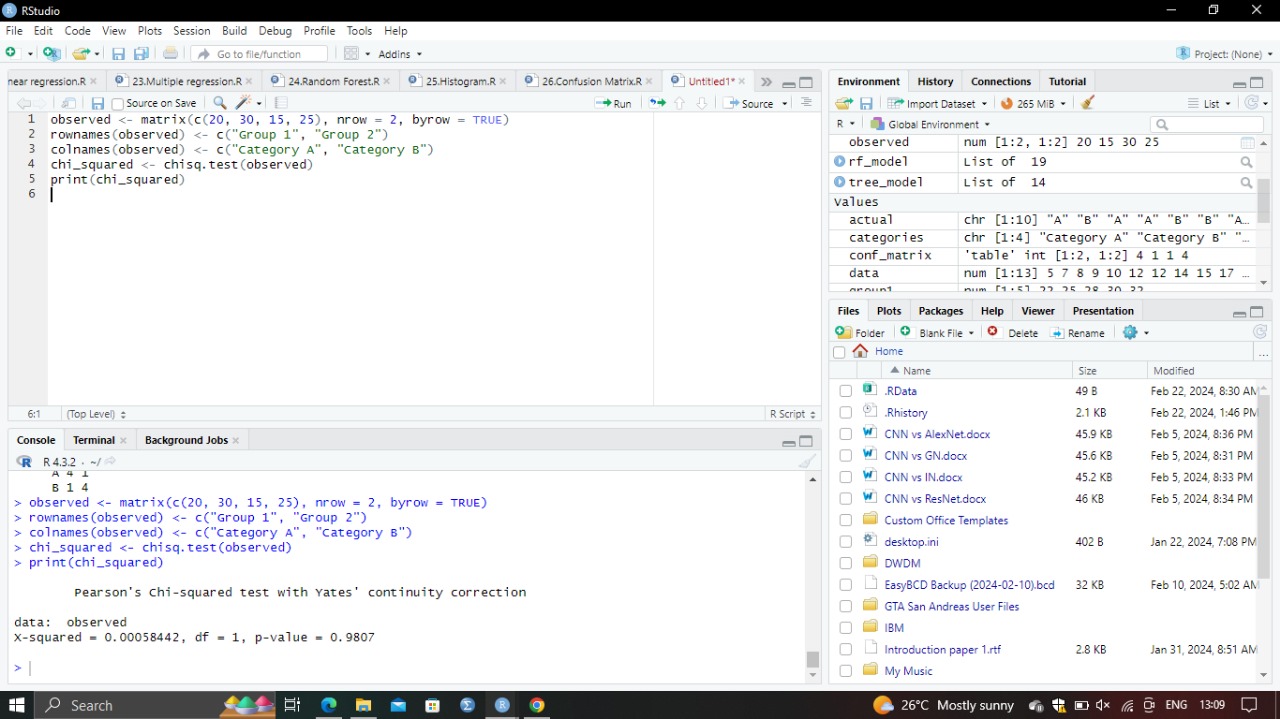 RStudio
File Edit Code View Plots Session Build Debug Profile Tools Help
Go to file/function Addins Project: (None)
near regression.R 23.Multiple regression.R 24.Random Forest.R 25.Histogram.R 26.Confusion Matrix.R Untitled1*
Source on Save Run Source
1 observed <- matrix(c(20, 30, 15, 25), nrow = 2, byrow = TRUE)
2 rownames(observed) <- c("Group 1", "Group 2")
3 colnames(observed) <- c("Category A", "Category B")
4 chi_squared <- chisq.test(observed)
5 print(chi_squared)
6
6:1 (Top Level) R Script
Console Terminal Background Jobs
R 4.3.2 · ~/
A 4 1
B 1 4
> observed <- matrix(c(20, 30, 15, 25), nrow = 2, byrow = TRUE)
> rownames(observed) <- c("Group 1", "Group 2")
> colnames(observed) <- c("Category A", "Category B")
> chi_squared <- chisq.test(observed)
> print(chi_squared)
Pearson's Chi-squared test with Yates' continuity correction
data: observed
X-squared = 0.00058442, df = 1, p-value = 0.9807
>
Environment History Connections Tutorial
Import Dataset 265 MiB List
R Global Environment
observed num [1:2, 1:2] 20 15 30 25
rf_model List of 19
tree_model List of 14
Values
actual chr [1:10] "A" "B" "A" "A" "B" "B" "A…
categories chr [1:4] "Category A" "Category B" "…
conf_matrix 'table' int [1:2, 1:2] 4 1 1 4
data num [1:13] 5 7 8 9 10 12 12 14 15 17 …
group1 num [1:5] 22 25 28 30 32
Files Plots Packages Help Viewer Presentation
Folder Blank File Delete Rename
Home ...
Name Size Modified
.RData 49 B Feb 22, 2024, 8:30 AM
.Rhistory 2.1 KB Feb 22, 2024, 1:46 PM
CNN vs AlexNet.docx 45.9 KB Feb 5, 2024, 8:36 PM
CNN vs GN.docx 45.6 KB Feb 5, 2024, 8:31 PM
CNN vs IN.docx 45.2 KB Feb 5, 2024, 8:33 PM
CNN vs ResNet.docx 46 KB Feb 5, 2024, 8:34 PM
Custom Office Templates
desktop.ini 402 B Jan 22, 2024, 7:08 PM
DWDM
EasyBCD Backup (2024-02-10).bcd 32 KB Feb 10, 2024, 5:02 AM
GTA San Andreas User Files
IBM
Introduction paper 1.rtf 2.8 KB Jan 31, 2024, 8:51 AM
My Music
Search 26°C Mostly sunny ENG 13:09